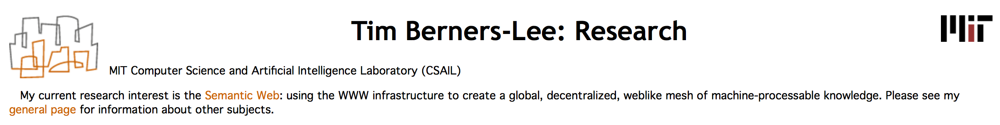 Tim Berners-Lee: Research
MIT
MIT Computer Science and Artificial Intelligence Laboratory (CSAIL)
My current research interest is the Semantic Web: using the WWW infrastructure to create a global, decentralized, weblike mesh of machine-processable knowledge. Please see my
general page for information about other subjects.